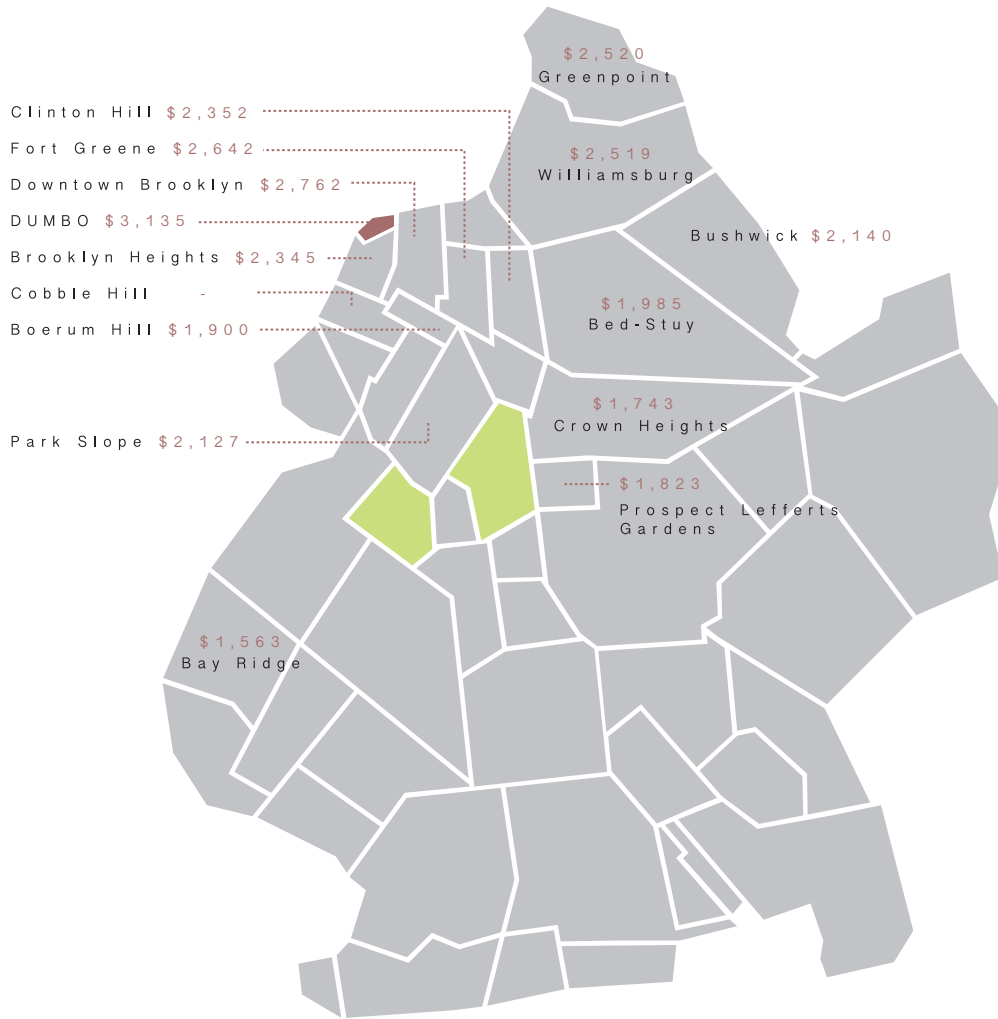 $2,520
Greenpoint
Clinton Hill $2,352
Fort Greene $2,642
$2,519
Williamsburg
Downtown Brooklyn $2,762
DUMBO $3,135
Bushwick $2,140
Brooklyn Heights $2,345
Cobble Hill -
$1,985
Bed-Stuy
Boerum Hill $1,900
$1,743
Crown Heights
Park Slope $2,127
$1,823
Prospect Lefferts
Gardens
$1,563
Bay Ridge